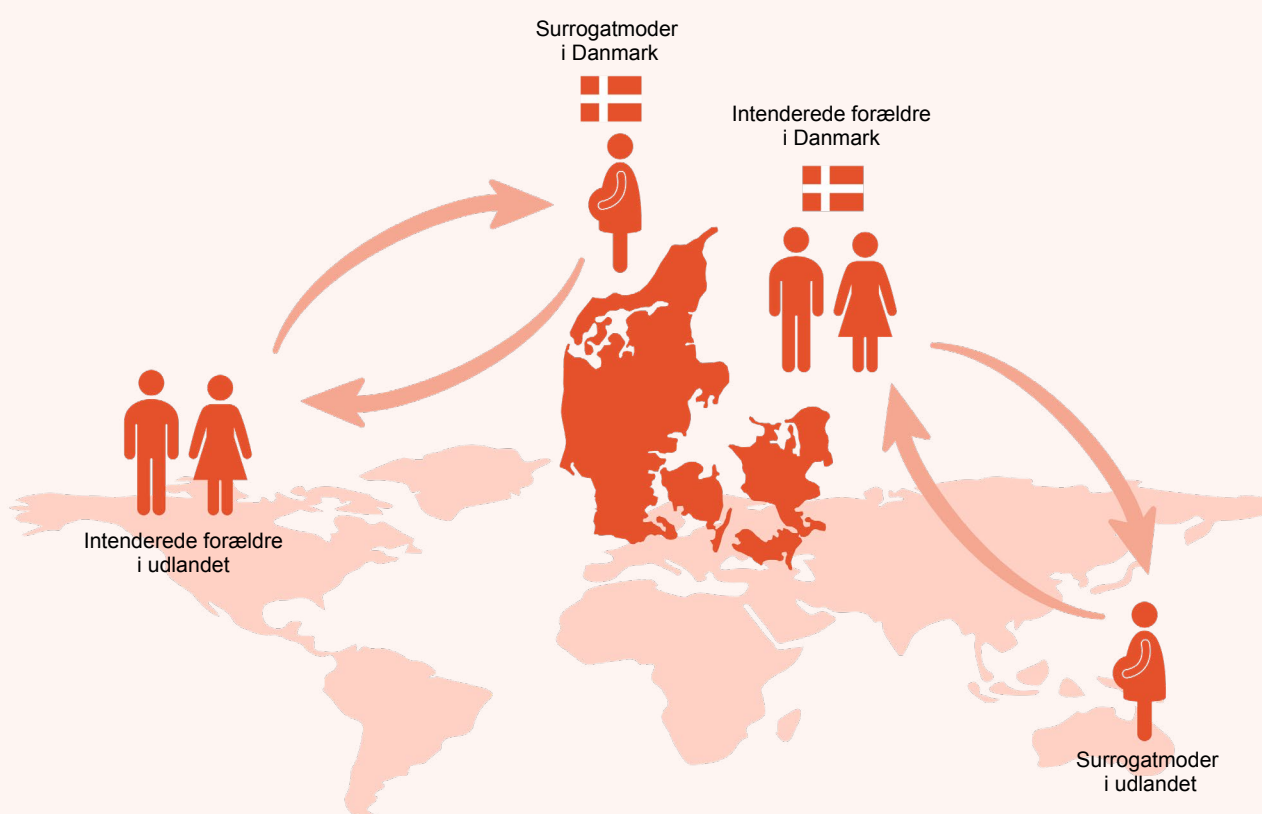 Surrogatmoder
i Danmark
Intenderede forældre
i Danmark
Intenderede forældre
i udlandet
Surrogatmoder
i udlandet